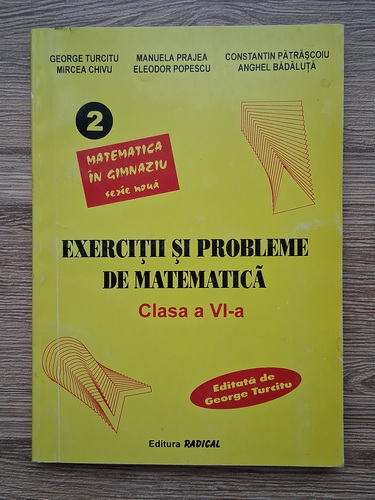 GEORGE TURCITU MANUELA PRAJEA CONSTANTIN PĂTRĂȘCOIU
MIRCEA CHIVU ELEODOR POPESCU ANGHEL BĂDĂLUȚĂ
2
MATEMATICA
ÎN GIMNAZIU
serie nouă
EXERCIȚII ȘI PROBLEME
DE MATEMATICĂ
Clasa a VI-a
Editată de
George Turcitu
Editura RADICAL